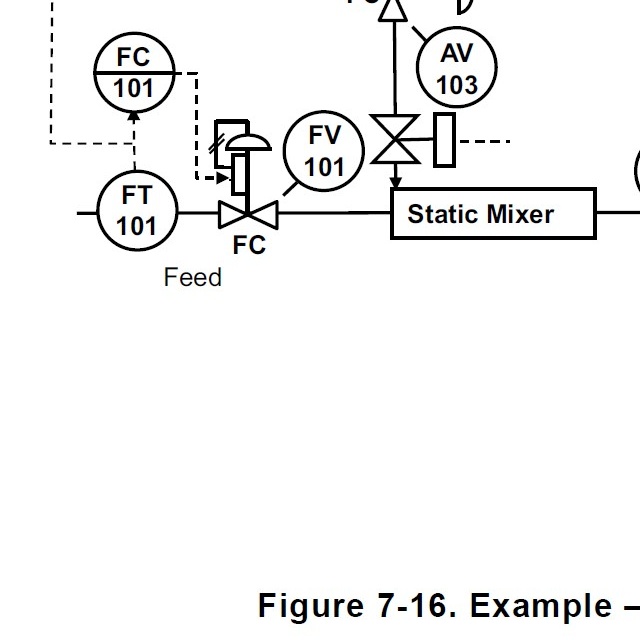 FC
101
AV
103
FV
101
FT
101
Static Mixer
FC
Feed
Figure 7-16. Example –